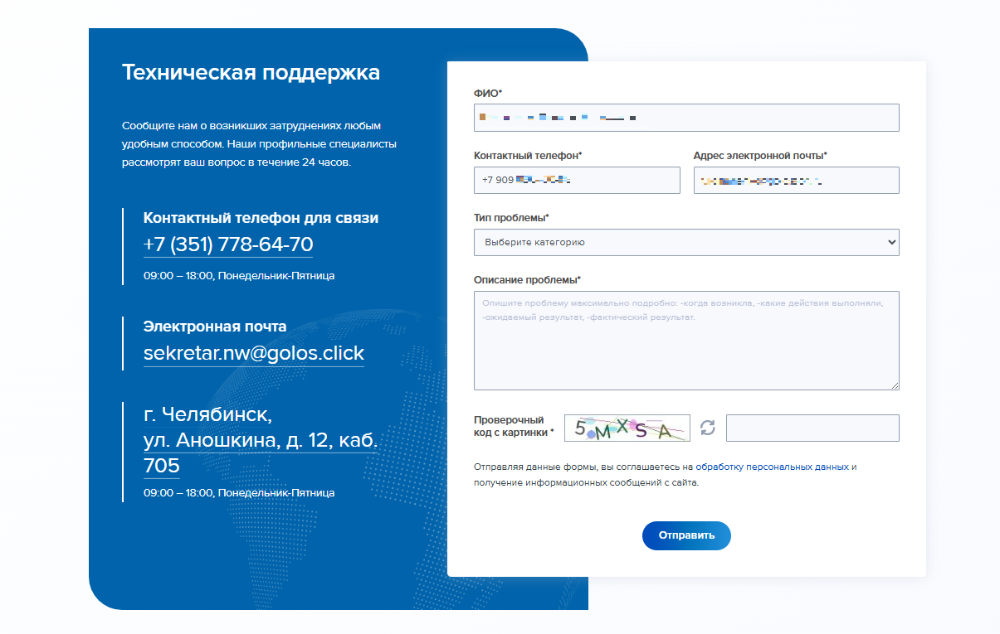 Техническая поддержка
Сообщите нам о возникших затруднениях любым
удобным способом. Наши профильные специалисты
рассмотрят ваш вопрос в течение 24 часов.
Контактный телефон для связи
+7 (351) 778-64-70
09:00 – 18:00, Понедельник-Пятница
Электронная почта
sekretar.nw@golos.click
г. Челябинск,
ул. Аношкина, д. 12, каб.
705
09:00 – 18:00, Понедельник-Пятница
ФИО*
Контактный телефон*
+7 909
Адрес электронной почты*
Тип проблемы*
Выберите категорию
Описание проблемы*
Опишите проблему максимально подробно: -когда возникла, -какие действия выполняли,
-ожидаемый результат, -фактический результат.
Проверочный
код с картинки *
5MXSA
Отправляя данные формы, вы соглашаетесь на обработку персональных данных и
получение информационных сообщений с сайта.
Отправить